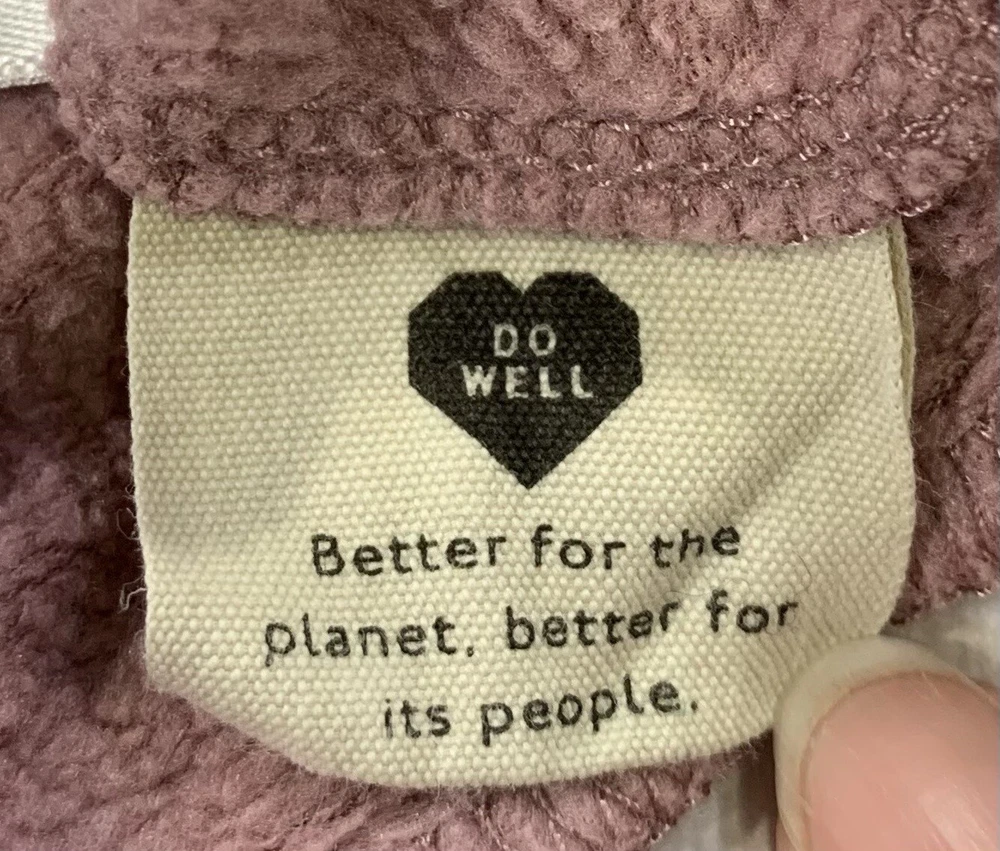 DO
WELL
Better for the
planet, better for
its people.